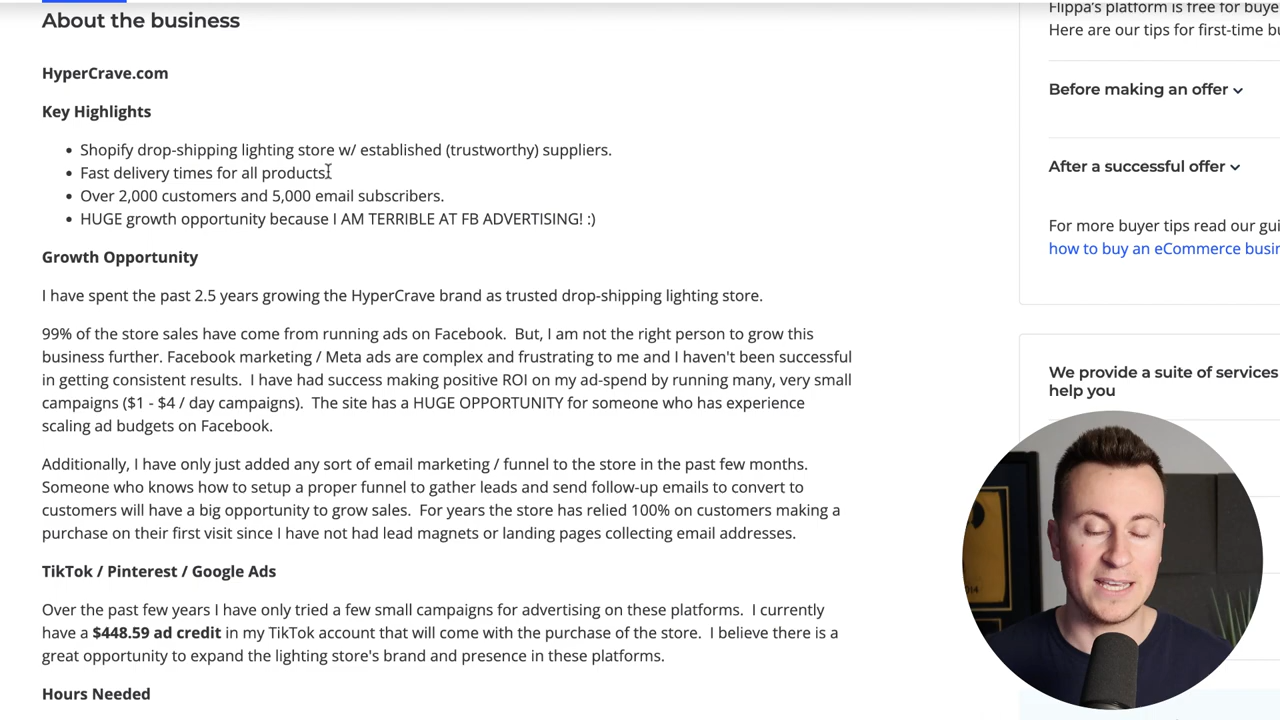 About the business
HyperCrave.com
Key Highlights
• Shopify drop-shipping lighting store w/ established (trustworthy) suppliers.
• Fast delivery times for all products.
• Over 2,000 customers and 5,000 email subscribers.
• HUGE growth opportunity because I AM TERRIBLE AT FB ADVERTISING! :)
Growth Opportunity
I have spent the past 2.5 years growing the HyperCrave brand as trusted drop-shipping lighting store.
99% of the store sales have come from running ads on Facebook.  But, I am not the right person to grow this
business further. Facebook marketing / Meta ads are complex and frustrating to me and I haven't been successful
in getting consistent results.  I have had success making positive ROI on my ad-spend by running many, very small
campaigns ($1 - $4 / day campaigns).  The site has a HUGE OPPORTUNITY for someone who has experience
scaling ad budgets on Facebook.
Additionally, I have only just added any sort of email marketing / funnel to the store in the past few months.
Someone who knows how to setup a proper funnel to gather leads and send follow-up emails to convert to
customers will have a big opportunity to grow sales.  For years the store has relied 100% on customers making a
purchase on their first visit since I have not had lead magnets or landing pages collecting email addresses.
TikTok / Pinterest / Google Ads
Over the past few years I have only tried a few small campaigns for advertising on these platforms.  I currently
have a $448.59 ad credit in my TikTok account that will come with the purchase of the store.  I believe there is a
great opportunity to expand the lighting store's brand and presence in these platforms.
Hours Needed
Flippa's platform is free for buye
Here are our tips for first-time bu
Before making an offer
After a successful offer
For more buyer tips read our gui
how to buy an eCommerce busin
We provide a suite of services
help you
2014